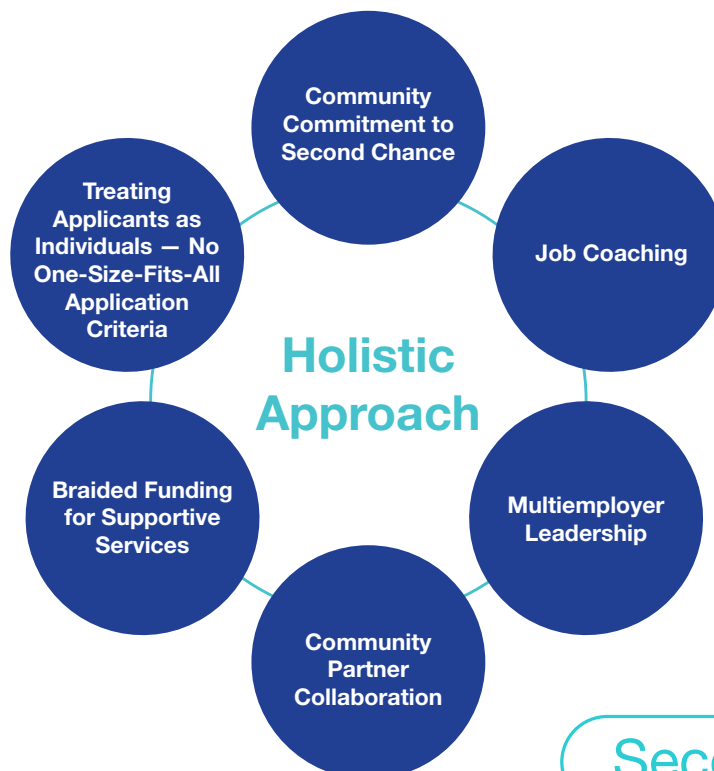 Community
Commitment to
Second Chance
Treating
Applicants as
Individuals — No
One-Size-Fits-All
Application
Criteria
Job Coaching
Holistic
Approach
Braided Funding
for Supportive
Services
Multiemployer
Leadership
Community
Partner
Collaboration